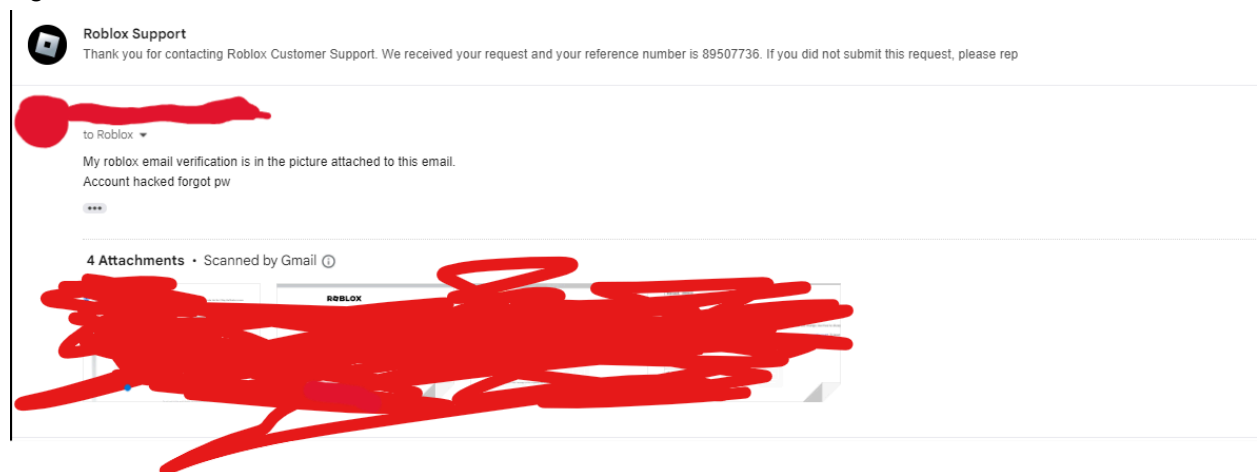 Roblox Support
Thank you for contacting Roblox Customer Support. We received your request and your reference number is 89507736. If you did not submit this request, please rep
to Roblox
My roblox email verification is in the picture attached to this email.
Account hacked forgot pw
4 Attachments • Scanned by Gmail
ROBLOX